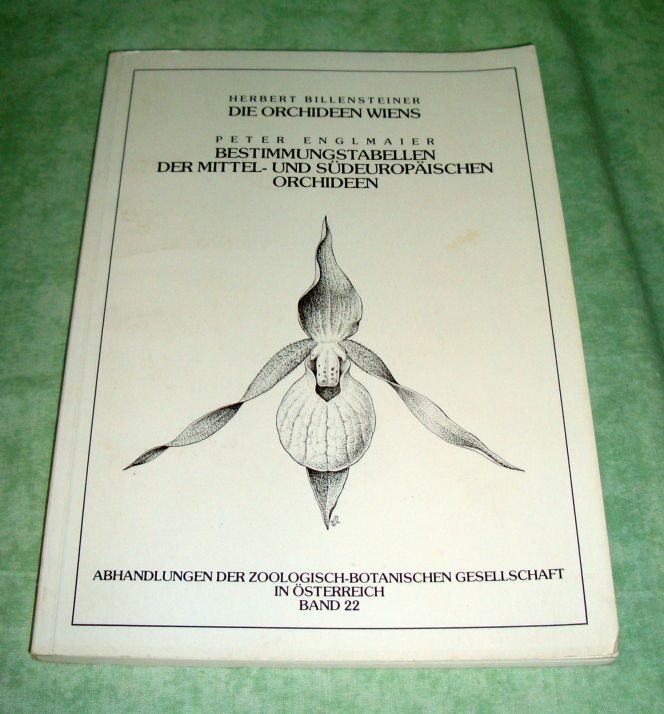 HERBERT BILLENSTEINER
DIE ORCHIDEEN WIENS
PETER ENGLMAIER
BESTIMMUNGSTABELLEN
DER MITTEL- UND SÜDEUROPÄISCHEN
ORCHIDEEN
ABHANDLUNGEN DER ZOOLOGISCH-BOTANISCHEN GESELLSCHAFT
IN ÖSTERREICH
BAND 22